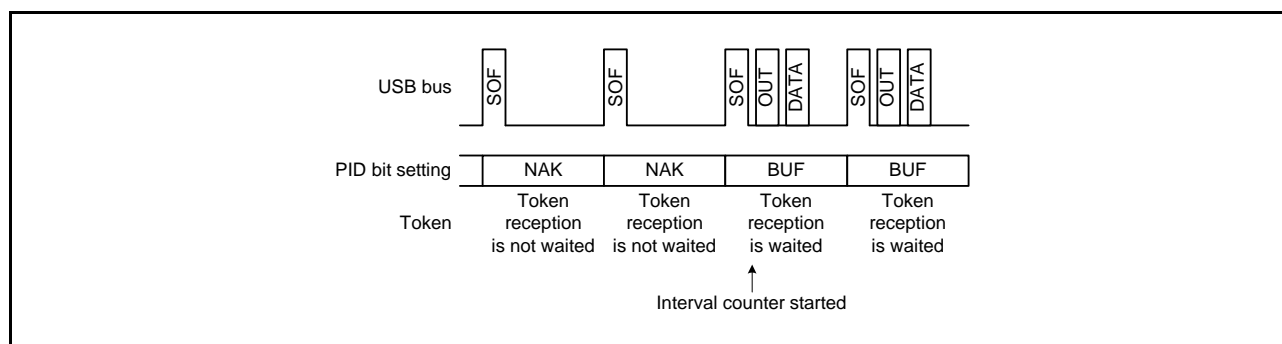 USB bus
SOF
SOF
SOF
OUT
DATA
SOF
OUT
DATA
PID bit setting
NAK
NAK
BUF
BUF
Token
Token
reception
is not waited
Token
reception
is not waited
Token
reception
is waited
Token
reception
is waited
Interval counter started